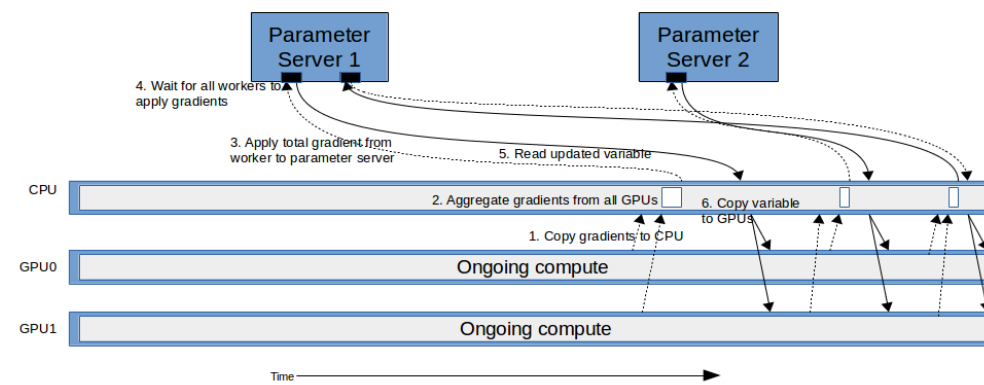 Parameter
Server 1
Parameter
Server 2
4. Wait for all workers to
apply gradients
3. Apply total gradient from
worker to parameter server
5. Read updated variable
CPU
2. Aggregate gradients from all GPUs
6. Copy variable
to GPUs
1. Copy gradients to CPU
GPU0
Ongoing compute
GPU1
Ongoing compute
Time